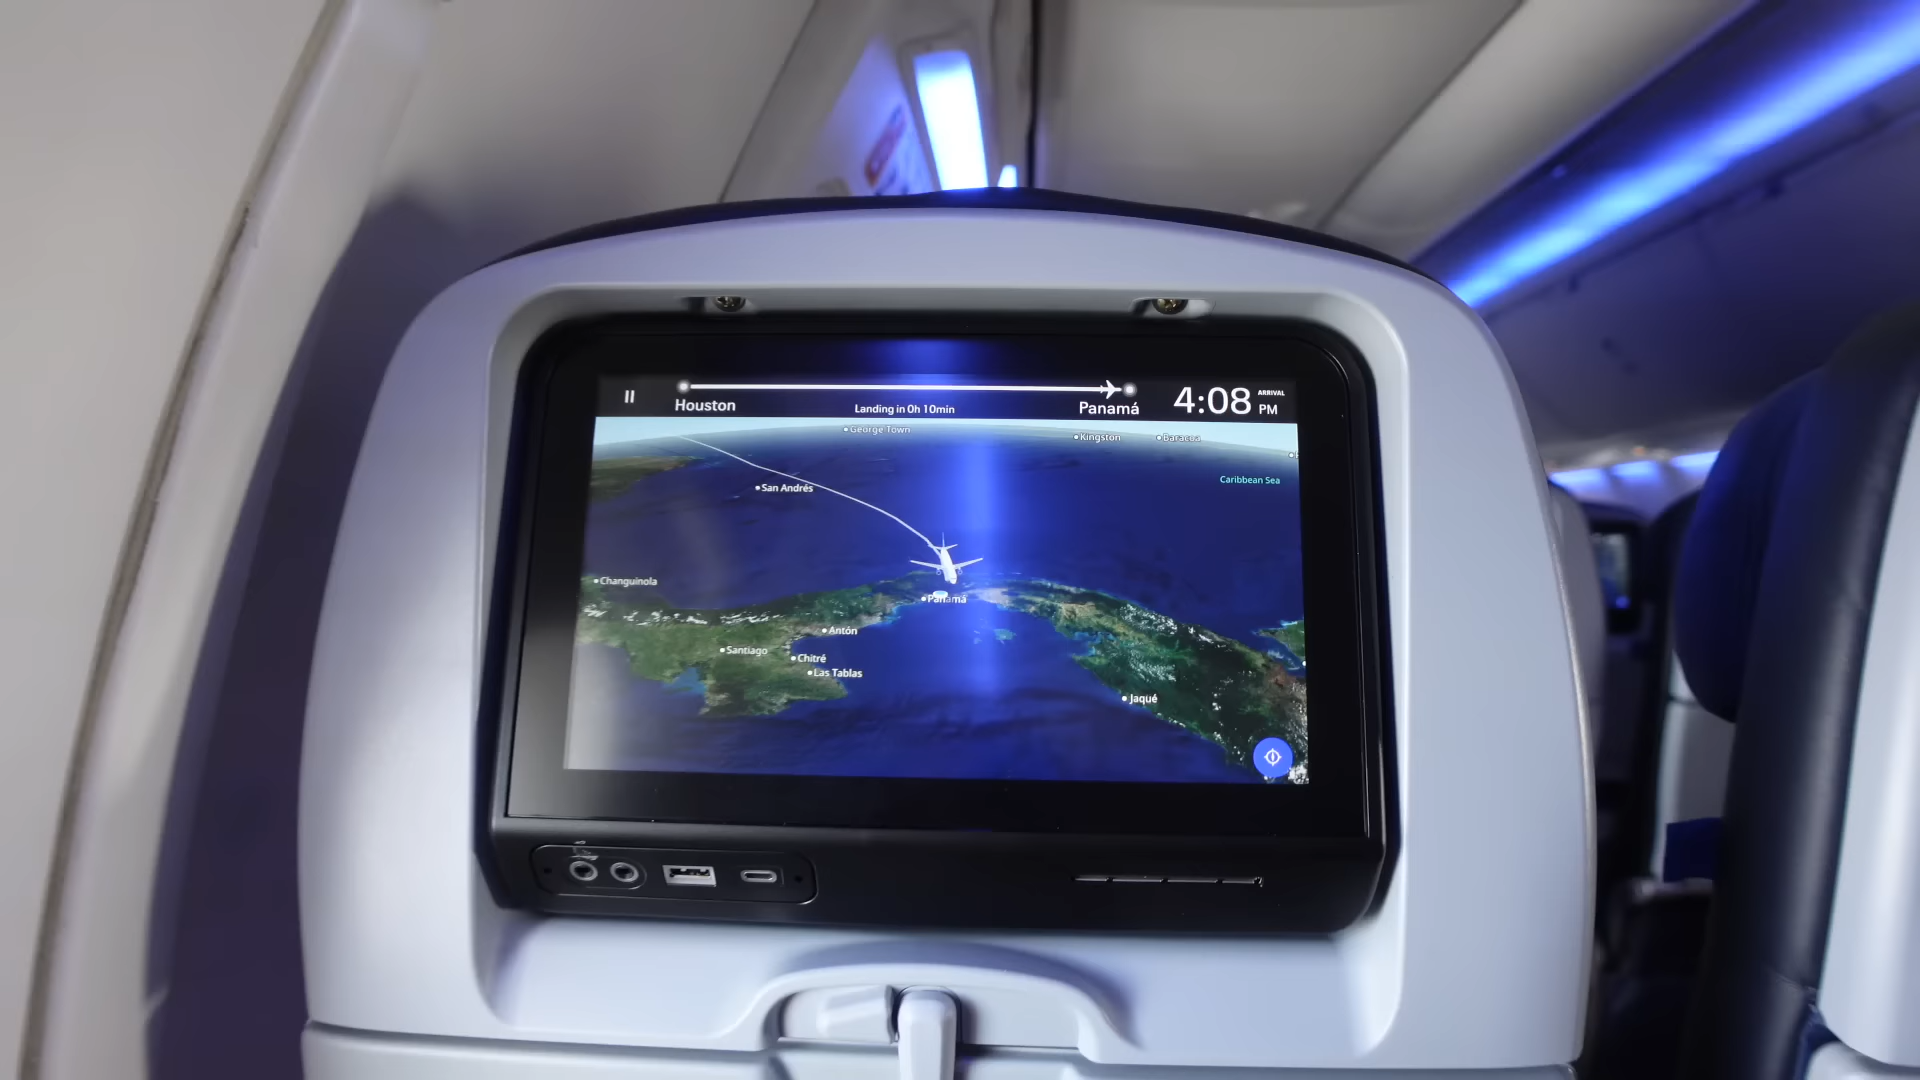 Houston
Landing in 0h 10min
Panamá
4:08 ARRIVAL PM
George Town
Kingston
Baracoa
Caribbean Sea
San Andrés
Changuinola
Panamá
Antón
Santiago
Chitré
Las Tablas
Jaqué